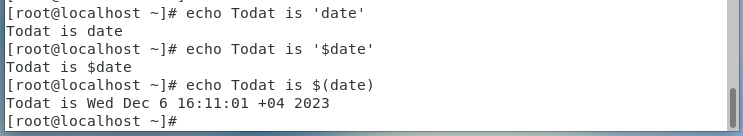 [root@localhost ~]# echo Todat is 'date'
Todat is date
[root@localhost ~]# echo Todat is '$date'
Todat is $date
[root@localhost ~]# echo Todat is $(date)
Todat is Wed Dec 6 16:11:01 +04 2023
[root@localhost ~]#